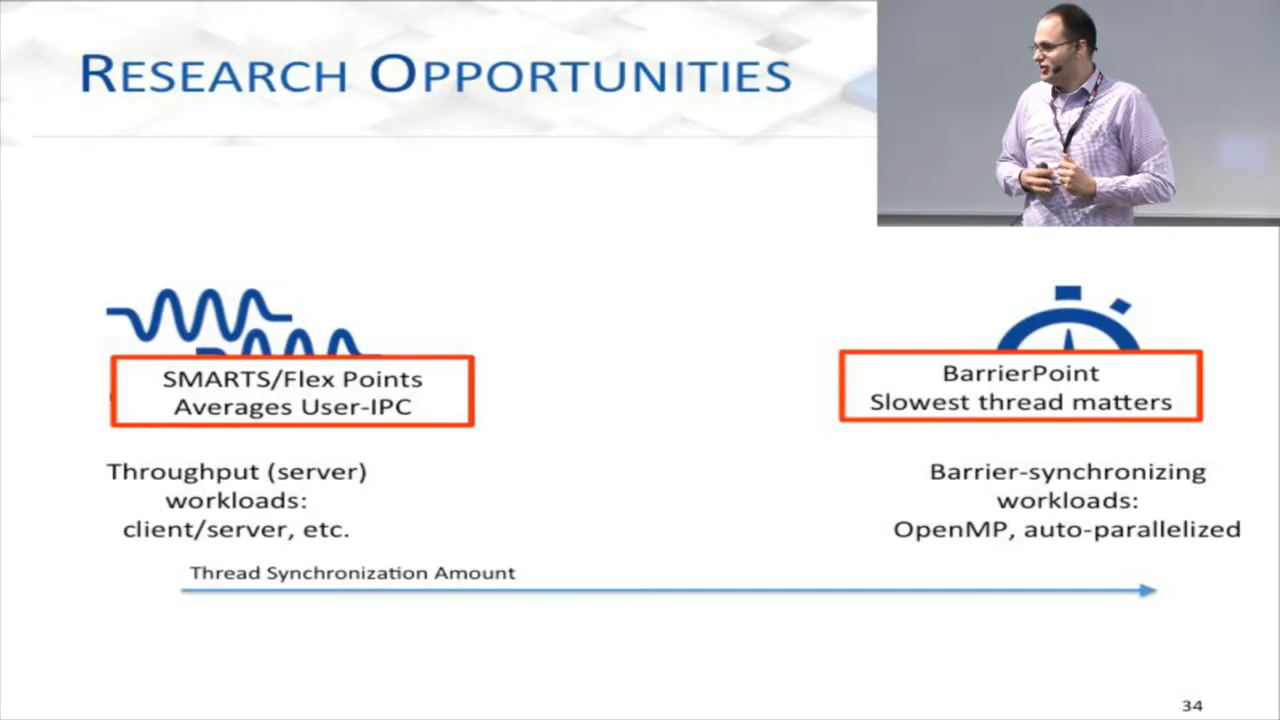 RESEARCH OPPORTUNITIES
SMARTS/Flex Points
Averages User-IPC
BarrierPoint
Slowest thread matters
Throughput (server)
workloads:
client/server, etc.
Barrier-synchronizing
workloads:
OpenMP, auto-parallelized
Thread Synchronization Amount
34